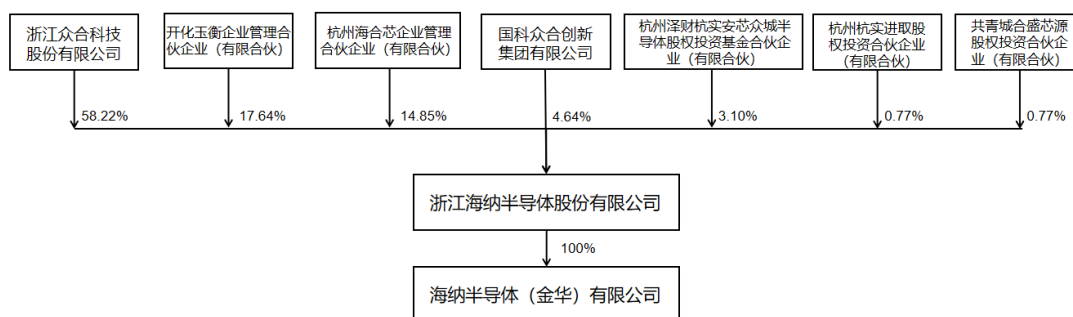 浙江众合科技
股份有限公司
开化玉衡企业管理合
伙企业（有限合伙）
杭州海合芯企业管理
合伙企业（有限合伙）
国科众合创新
集团有限公司
杭州泽财杭实安芯众城半
导体股权投资基金合伙企
业（有限合伙）
杭州杭实进取股
权投资合伙企业
（有限合伙）
共青城合盛芯源
股权投资合伙企
业（有限合伙）
58.22%
17.64%
14.85%
4.64%
3.10%
0.77%
0.77%
浙江海纳半导体股份有限公司
100%
海纳半导体（金华）有限公司